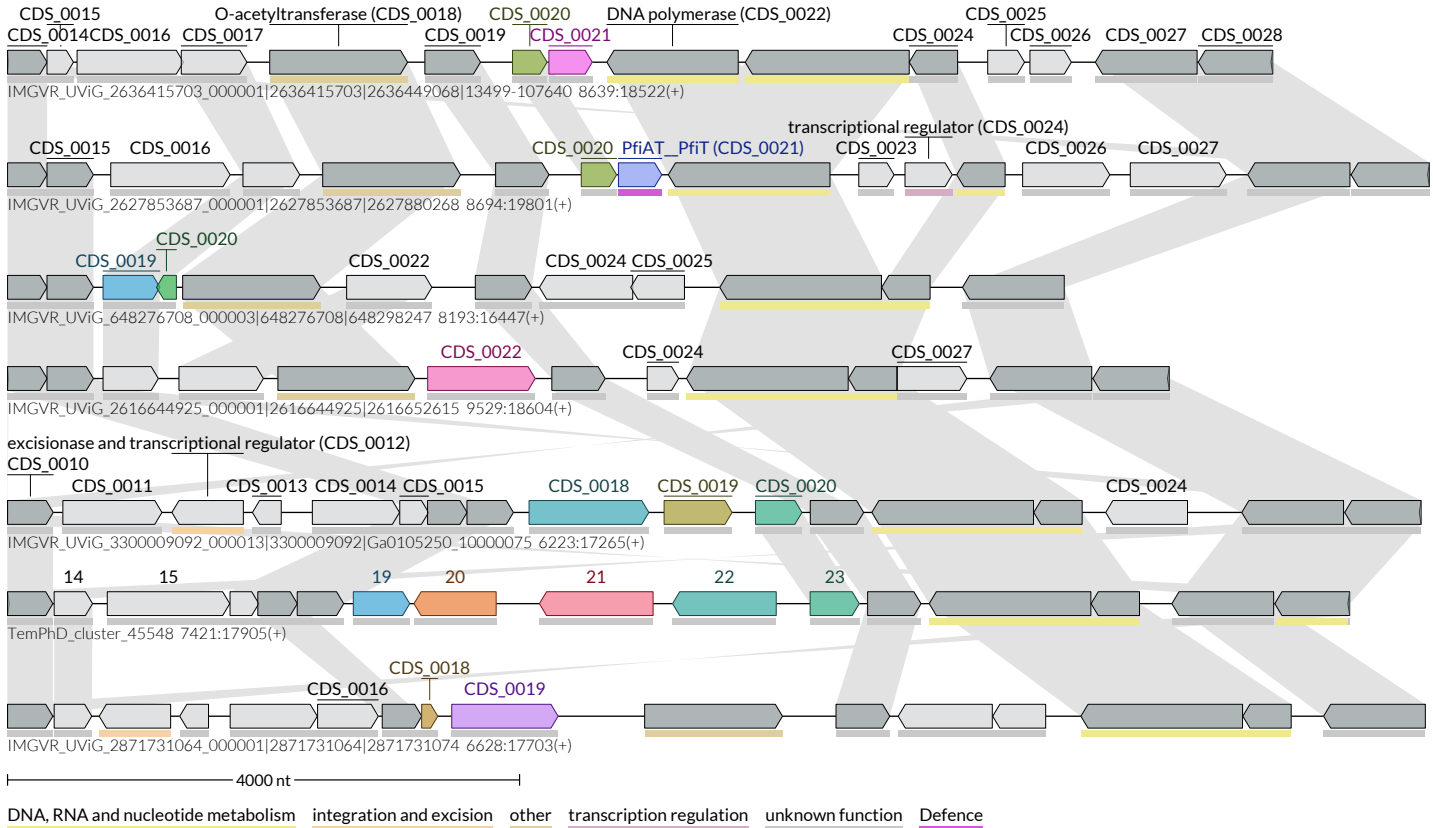 CDS_0015 O-acetyltransferase (CDS_0018) CDS_0020 DNA polymerase (CDS_0022) CDS_0025
CDS_0014 CDS_0016 CDS_0017 CDS_0019 CDS_0021 CDS_0024 CDS_0026 CDS_0027 CDS_0028
IMGVR_UViG_2636415703_000001|2636415703|2636449068|13499-107640 8639:18522(+)
transcriptional regulator (CDS_0024)
CDS_0015 CDS_0016 CDS_0020 PfiAT__PfiT (CDS_0021) CDS_0023 CDS_0026 CDS_0027
IMGVR_UViG_2627853687_000001|2627853687|2627880268 8694:19801(+)
CDS_0020
CDS_0019 CDS_0022 CDS_0024 CDS_0025
IMGVR_UViG_648276708_000003|648276708|648298247 8193:16447(+)
CDS_0022 CDS_0024 CDS_0027
IMGVR_UViG_2616644925_000001|2616644925|2616652615 9529:18604(+)
excisionase and transcriptional regulator (CDS_0012)
CDS_0010
CDS_0011 CDS_0013 CDS_0014 CDS_0015 CDS_0018 CDS_0019 CDS_0020 CDS_0024
IMGVR_UViG_3300009092_000013|3300009092|Ga0105250_10000075 6223:17265(+)
14 15 19 20 21 22 23
TemPhD_cluster_45548 7421:17905(+)
CDS_0018
CDS_0016 CDS_0019
IMGVR_UViG_2871731064_000001|2871731064|2871731074 6628:17703(+)
4000 nt
DNA, RNA and nucleotide metabolism integration and excision other transcription regulation unknown function Defence